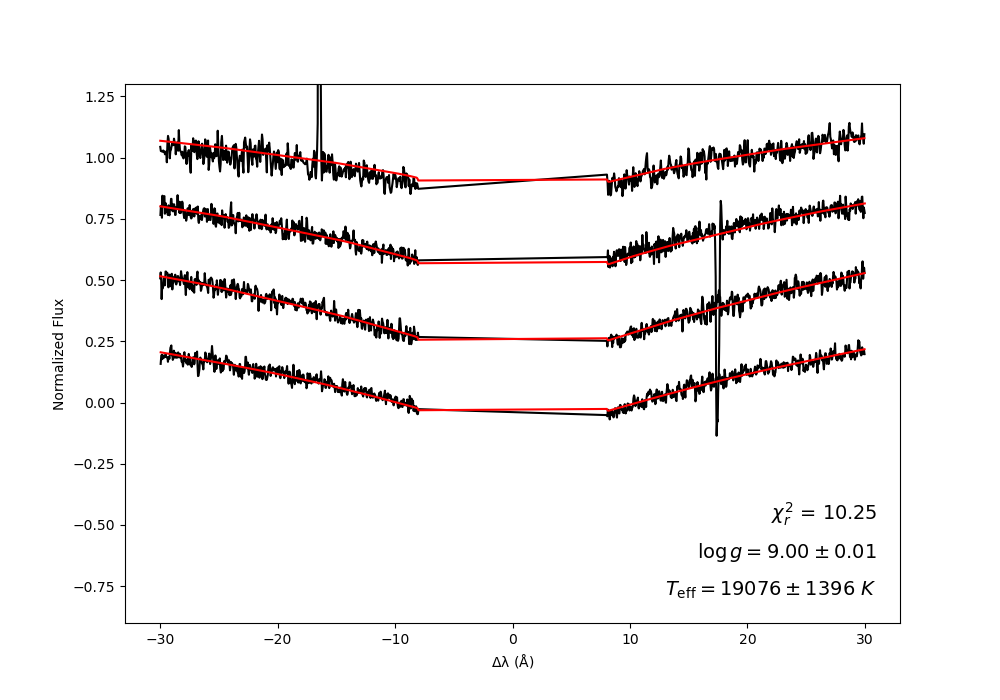 1.25
1.00
0.75
0.50
0.25
0.00
−0.25
−0.50
−0.75
Normalized Flux
χ²ᵣ = 10.25
log g = 9.00 ± 0.01
T_eff = 19076 ± 1396 K
−30 −20 −10 0 10 20 30
Δλ (Å)